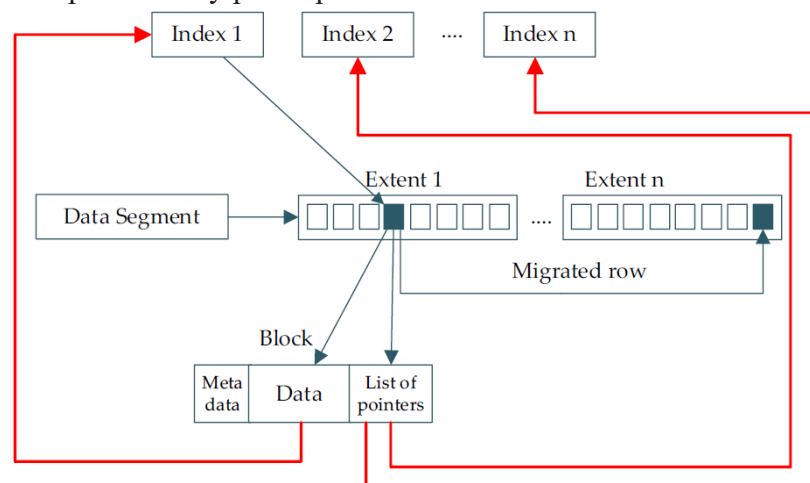 Index 1
Index 2
....
Index n
Extent 1
Extent n
Data Segment
....
Migrated row
Block
Meta
data
Data
List of
pointers